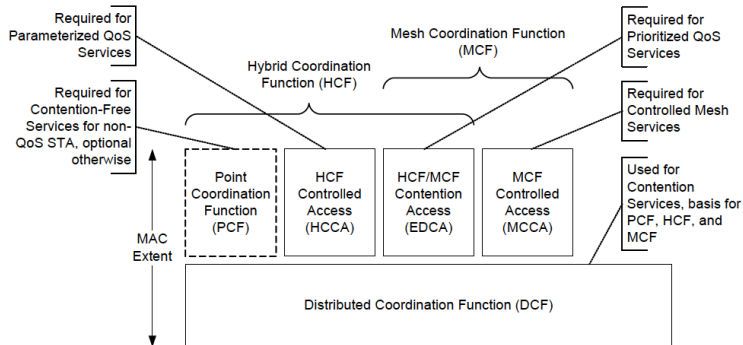 Required for
Parameterized QoS
Services
Required for
Contention-Free
Services for non-
QoS STA, optional
otherwise
Hybrid Coordination
Function (HCF)
Mesh Coordination Function
(MCF)
Required for
Prioritized QoS
Services
Required for
Controlled Mesh
Services
Used for
Contention
Services, basis for
PCF, HCF, and
MCF
MAC
Extent
Point
Coordination
Function
(PCF)
HCF
Controlled
Access
(HCCA)
HCF/MCF
Contention
Access
(EDCA)
MCF
Controlled
Access
(MCCA)
Distributed Coordination Function (DCF)